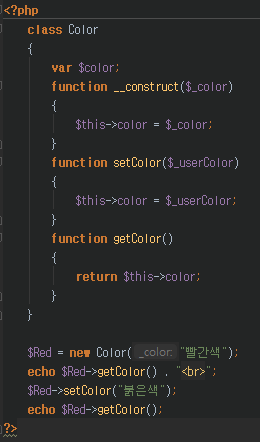 <?php
class Color
{
var $color;
function __construct($_color)
{
$this->color = $_color;
}
function setColor($_userColor)
{
$this->color = $_userColor;
}
function getColor()
{
return $this->color;
}
}
$Red = new Color( _color: "빨간색");
echo $Red->getColor() . "<br>";
$Red->setColor("붉은색");
echo $Red->getColor();
?>